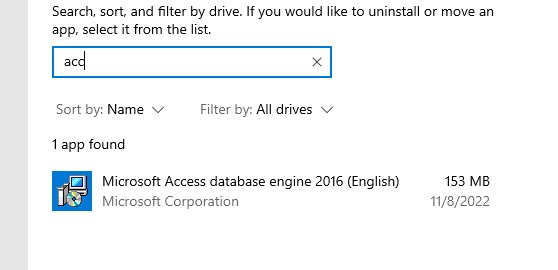 Search, sort, and filter by drive. If you would like to uninstall or move an
app, select it from the list.
acc
Sort by: Name Filter by: All drives
1 app found
Microsoft Access database engine 2016 (English) 153 MB
Microsoft Corporation 11/8/2022